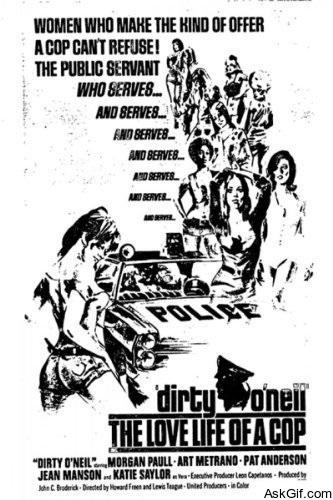 WOMEN WHO MAKE THE KIND OF OFFER
A COP CAN'T REFUSE!
THE PUBLIC SERVANT
WHO SERVES...
AND SERVES...
AND SERVES...
AND SERVES...
AND SERVES...
AND SERVES...
AND SERVES...
POLICE
'dirty o'neil'
THE LOVE LIFE OF A COP
"DIRTY O'NEIL" starring MORGAN PAULL · ART METRANO · PAT ANDERSON
JEAN MANSON and KATIE SAYLOR as Vera · Executive Producer Leon Capetanos · Produced by
John C. Broderick · Directed by Howard Freen and Lewis Teague · United Producers · in Color
AskGif.com